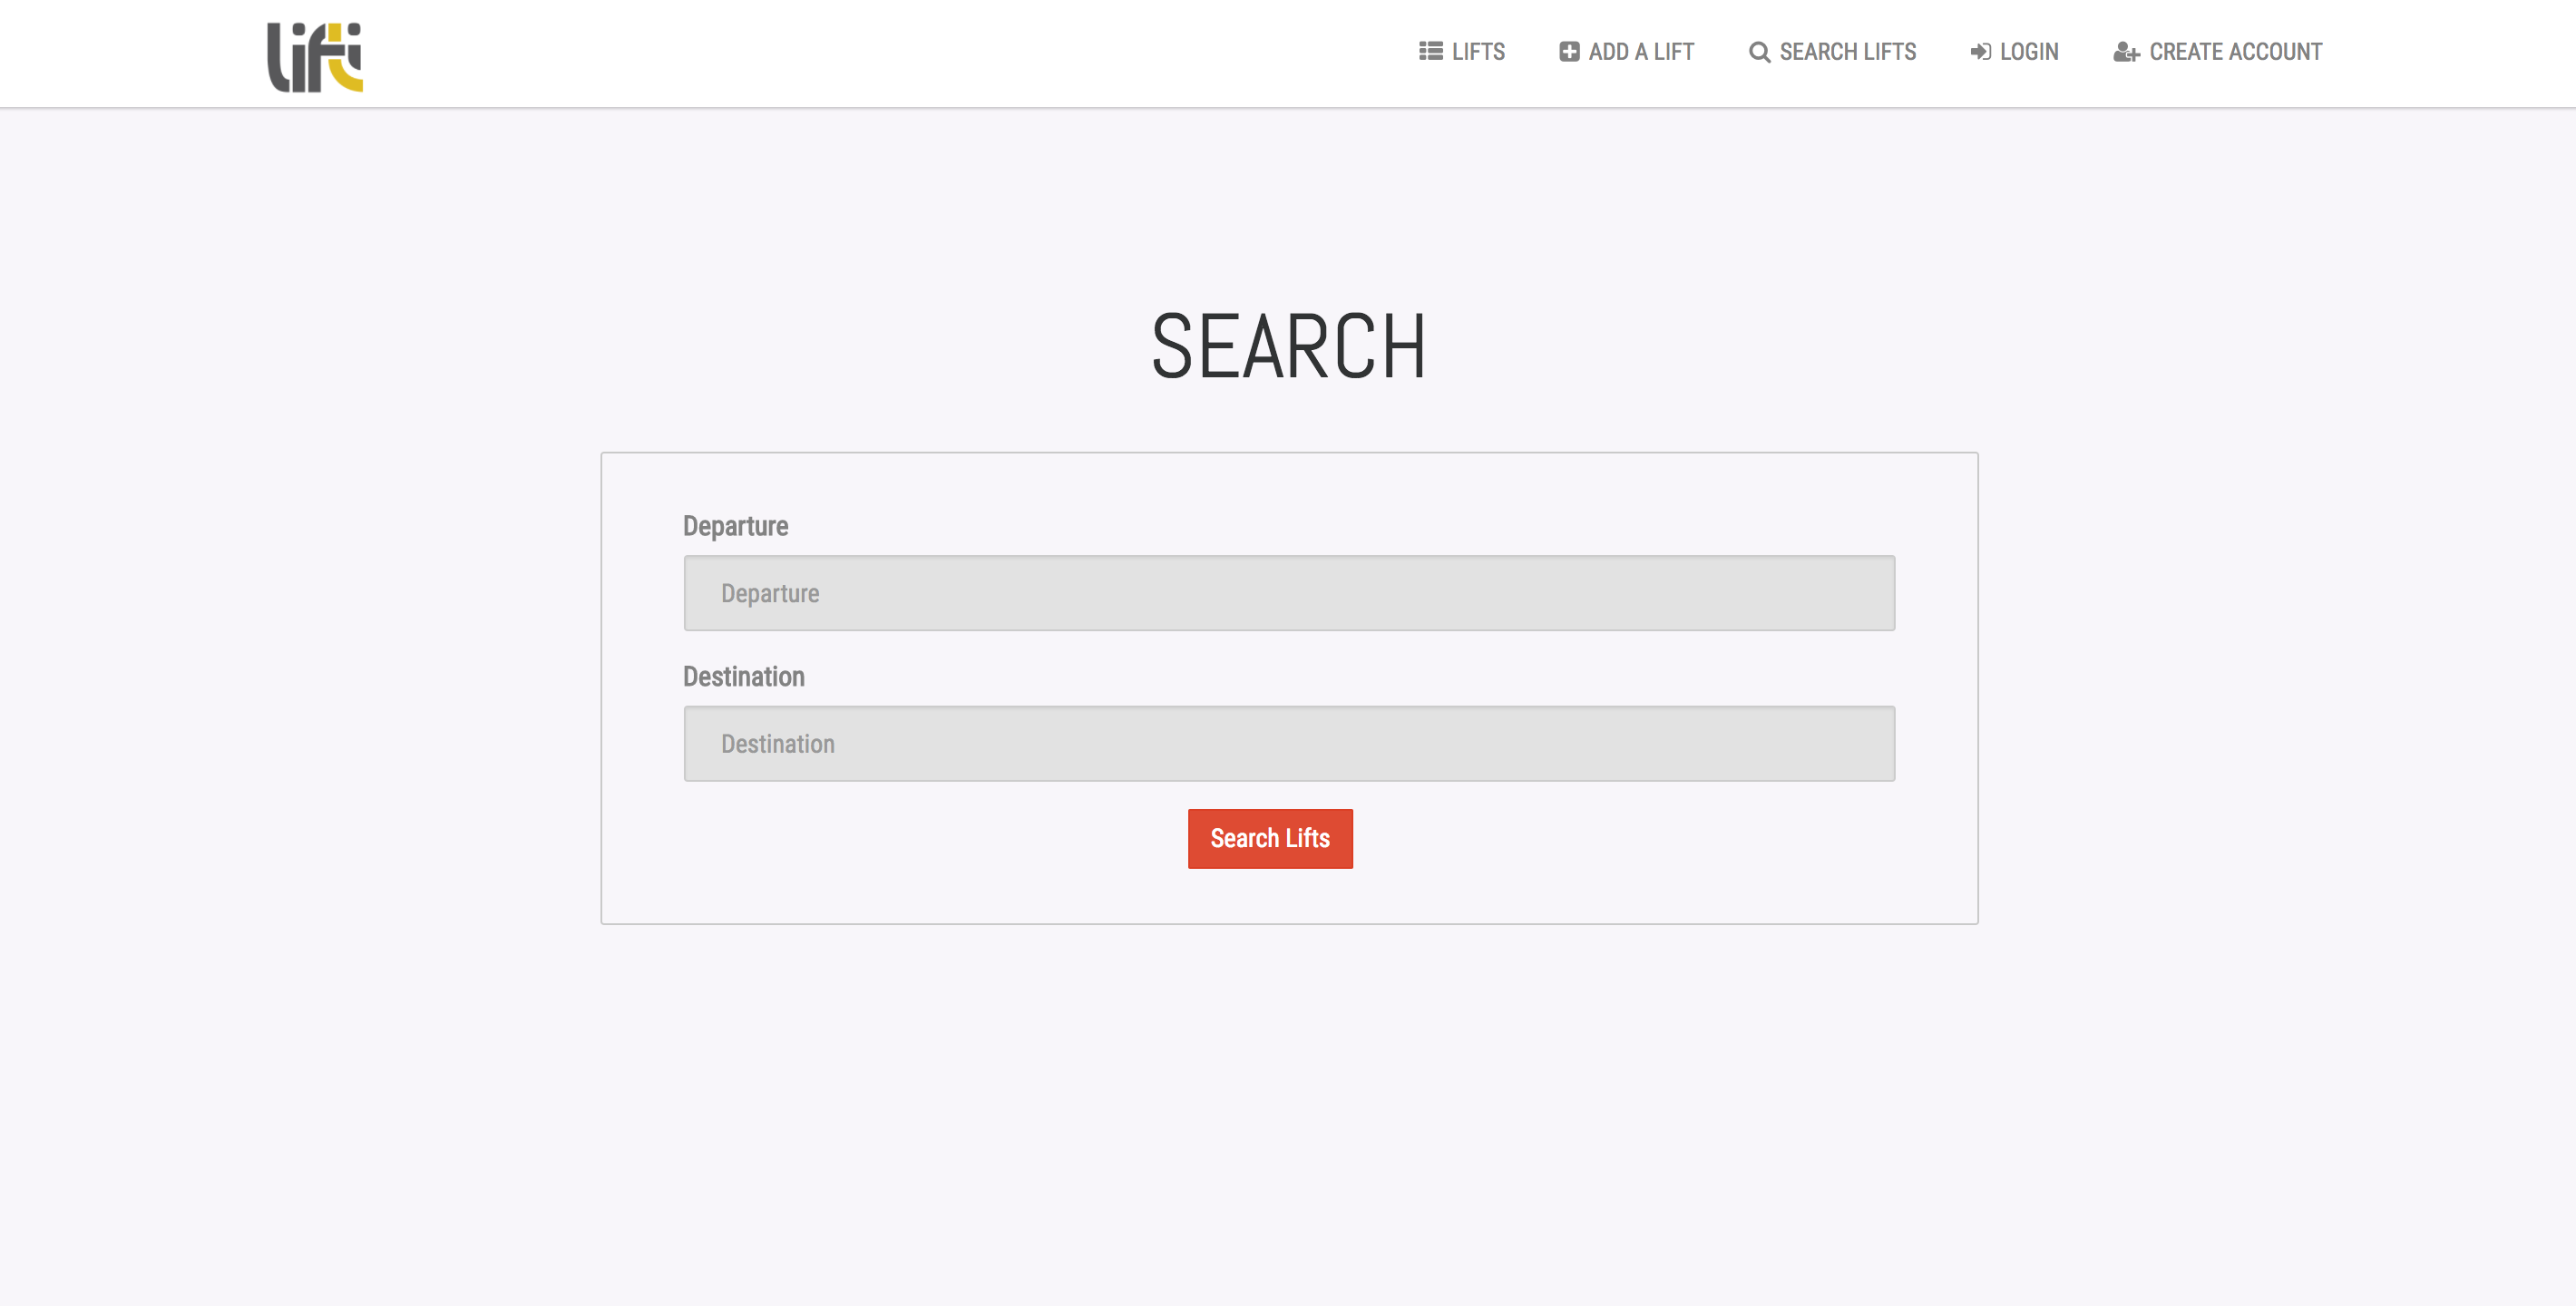 lifti
LIFTS ADD A LIFT SEARCH LIFTS LOGIN CREATE ACCOUNT
SEARCH
Departure
Departure
Destination
Destination
Search Lifts